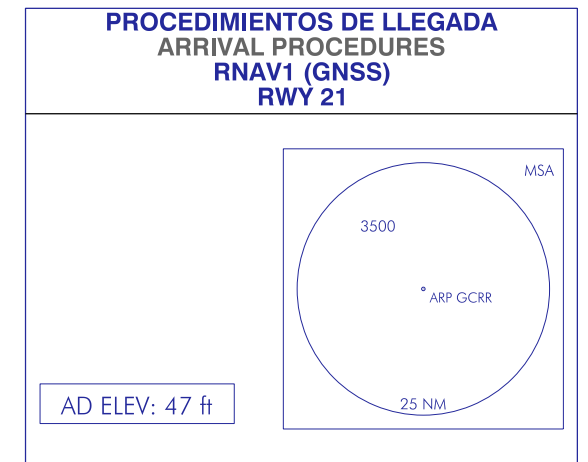 PROCEDIMIENTOS DE LLEGADA
ARRIVAL PROCEDURES
RNAV1 (GNSS)
RWY 21
MSA
3500
ARP GCRR
25 NM
AD ELEV: 47 ft